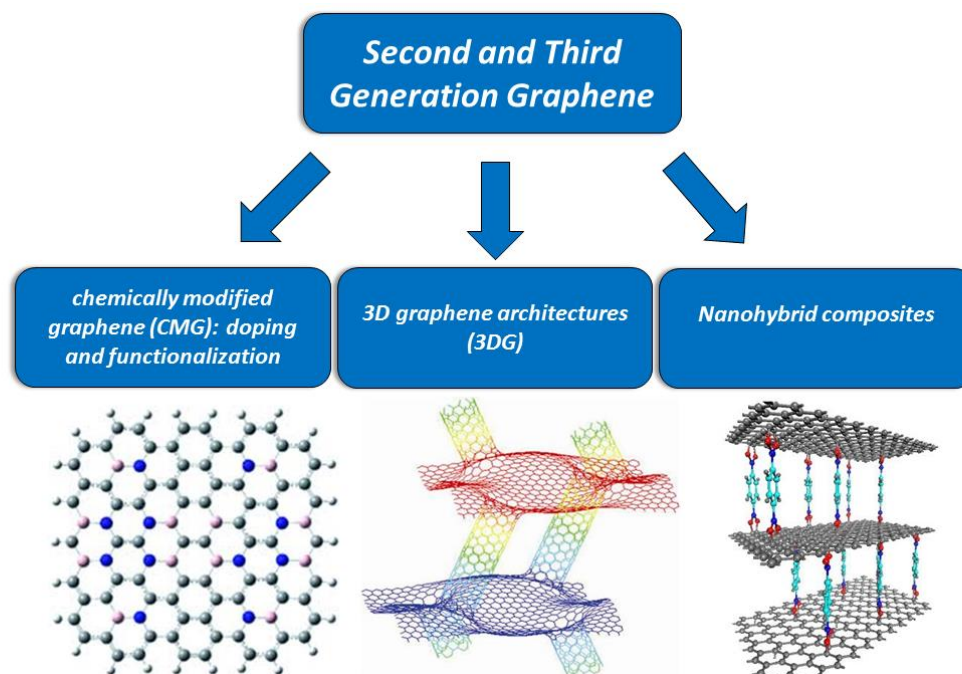 Second and Third
Generation Graphene
chemically modified
graphene (CMG): doping
and functionalization
3D graphene architectures
(3DG)
Nanohybrid composites